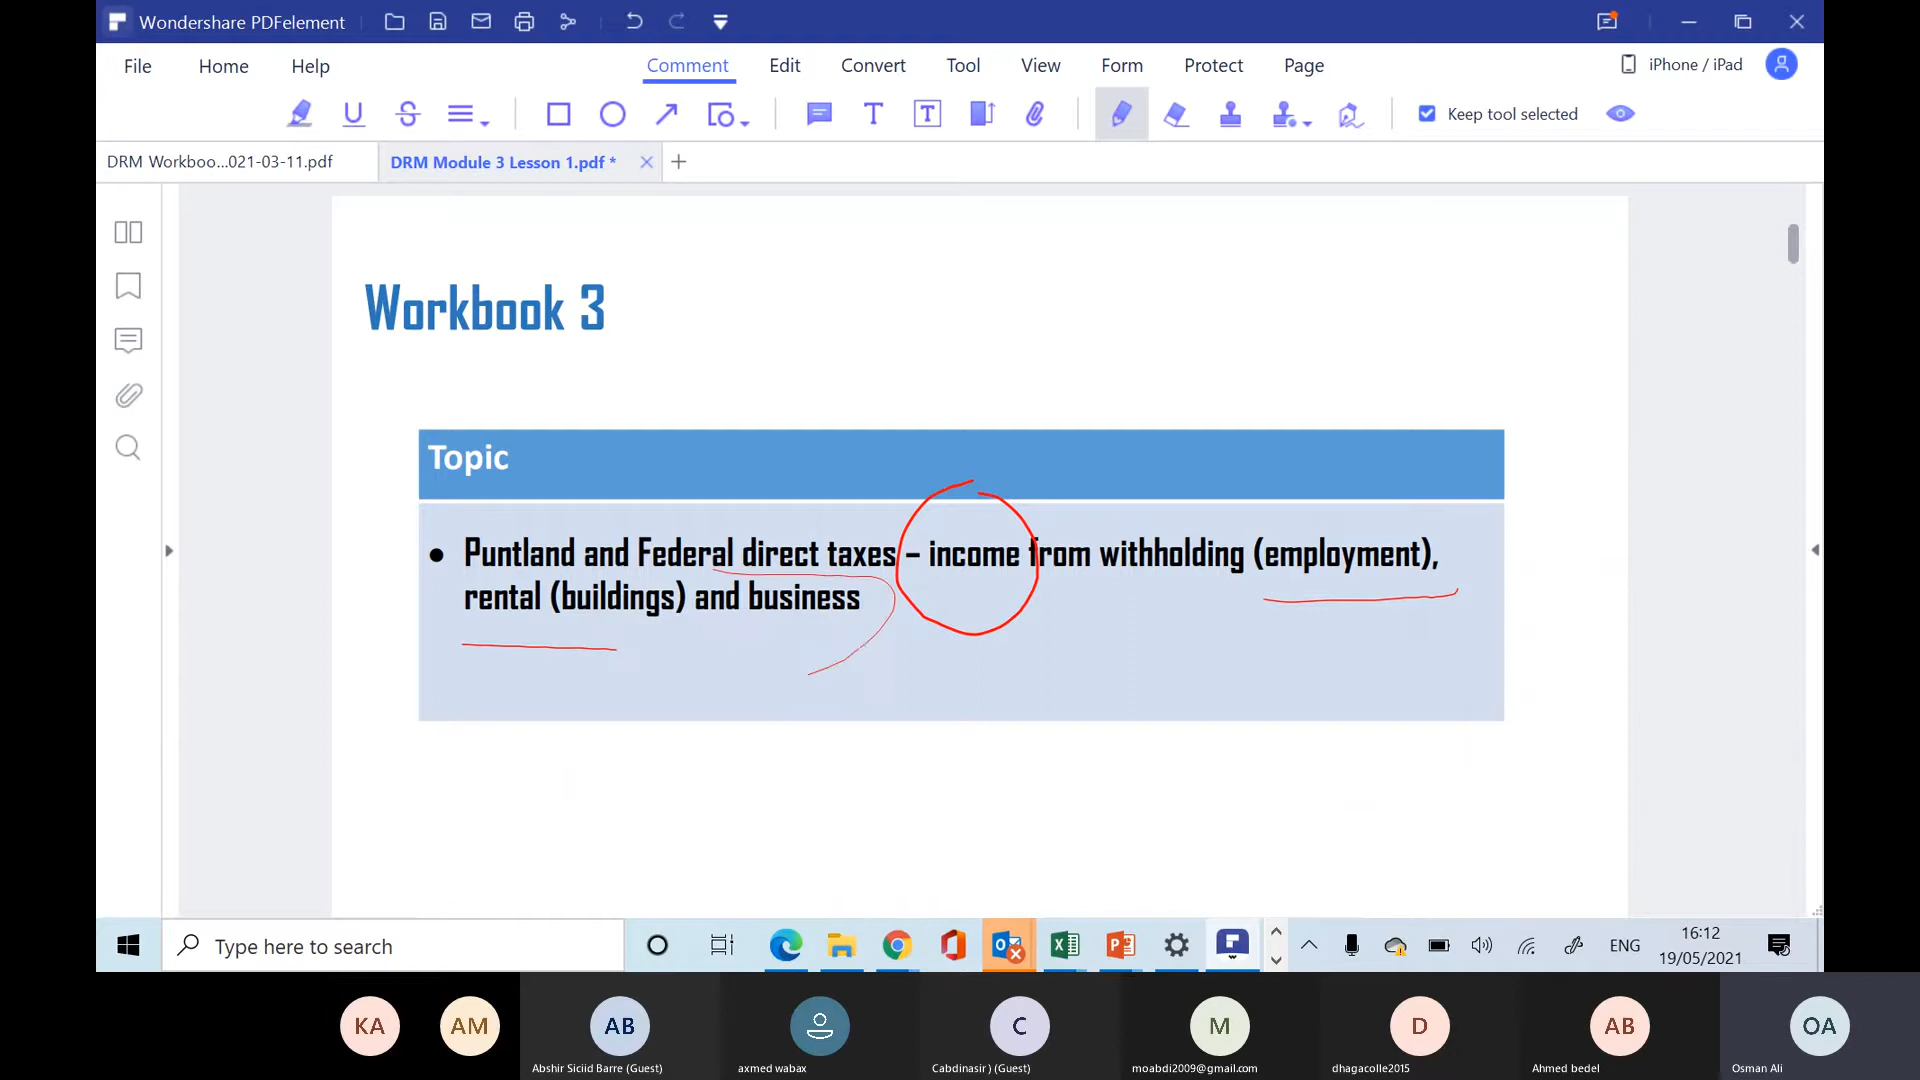 Wondershare PDFelement
File Home Help Comment Edit Convert Tool View Form Protect Page iPhone / iPad
Keep tool selected
DRM Workboo...021-03-11.pdf DRM Module 3 Lesson 1.pdf *
Workbook 3
Topic
● Puntland and Federal direct taxes – income from withholding (employment),
rental (buildings) and business
Type here to search
ENG
16:12
19/05/2021
KA AM AB C M D AB OA
Abshir Siciid Barre (Guest) axmed wabax Cabdinasir ) (Guest) moabdi2009@gmail.com dhagacolle2015 Ahmed bedel Osman Ali